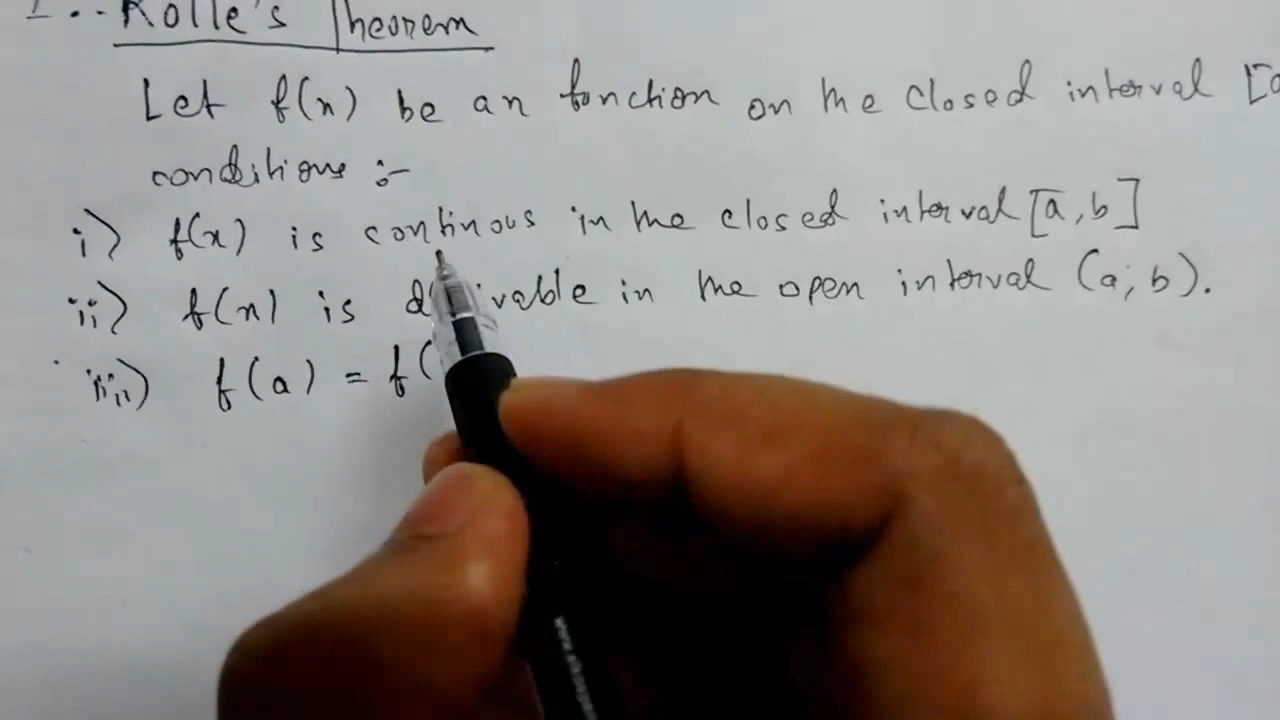 1.. Rolle's Theorem
Let f(x) be an function on the closed interval [a
conditions :-
i) f(x) is continous in the closed interval [a,b]
ii) f(x) is in the open interval (a,b).
iii) f(a) = f(